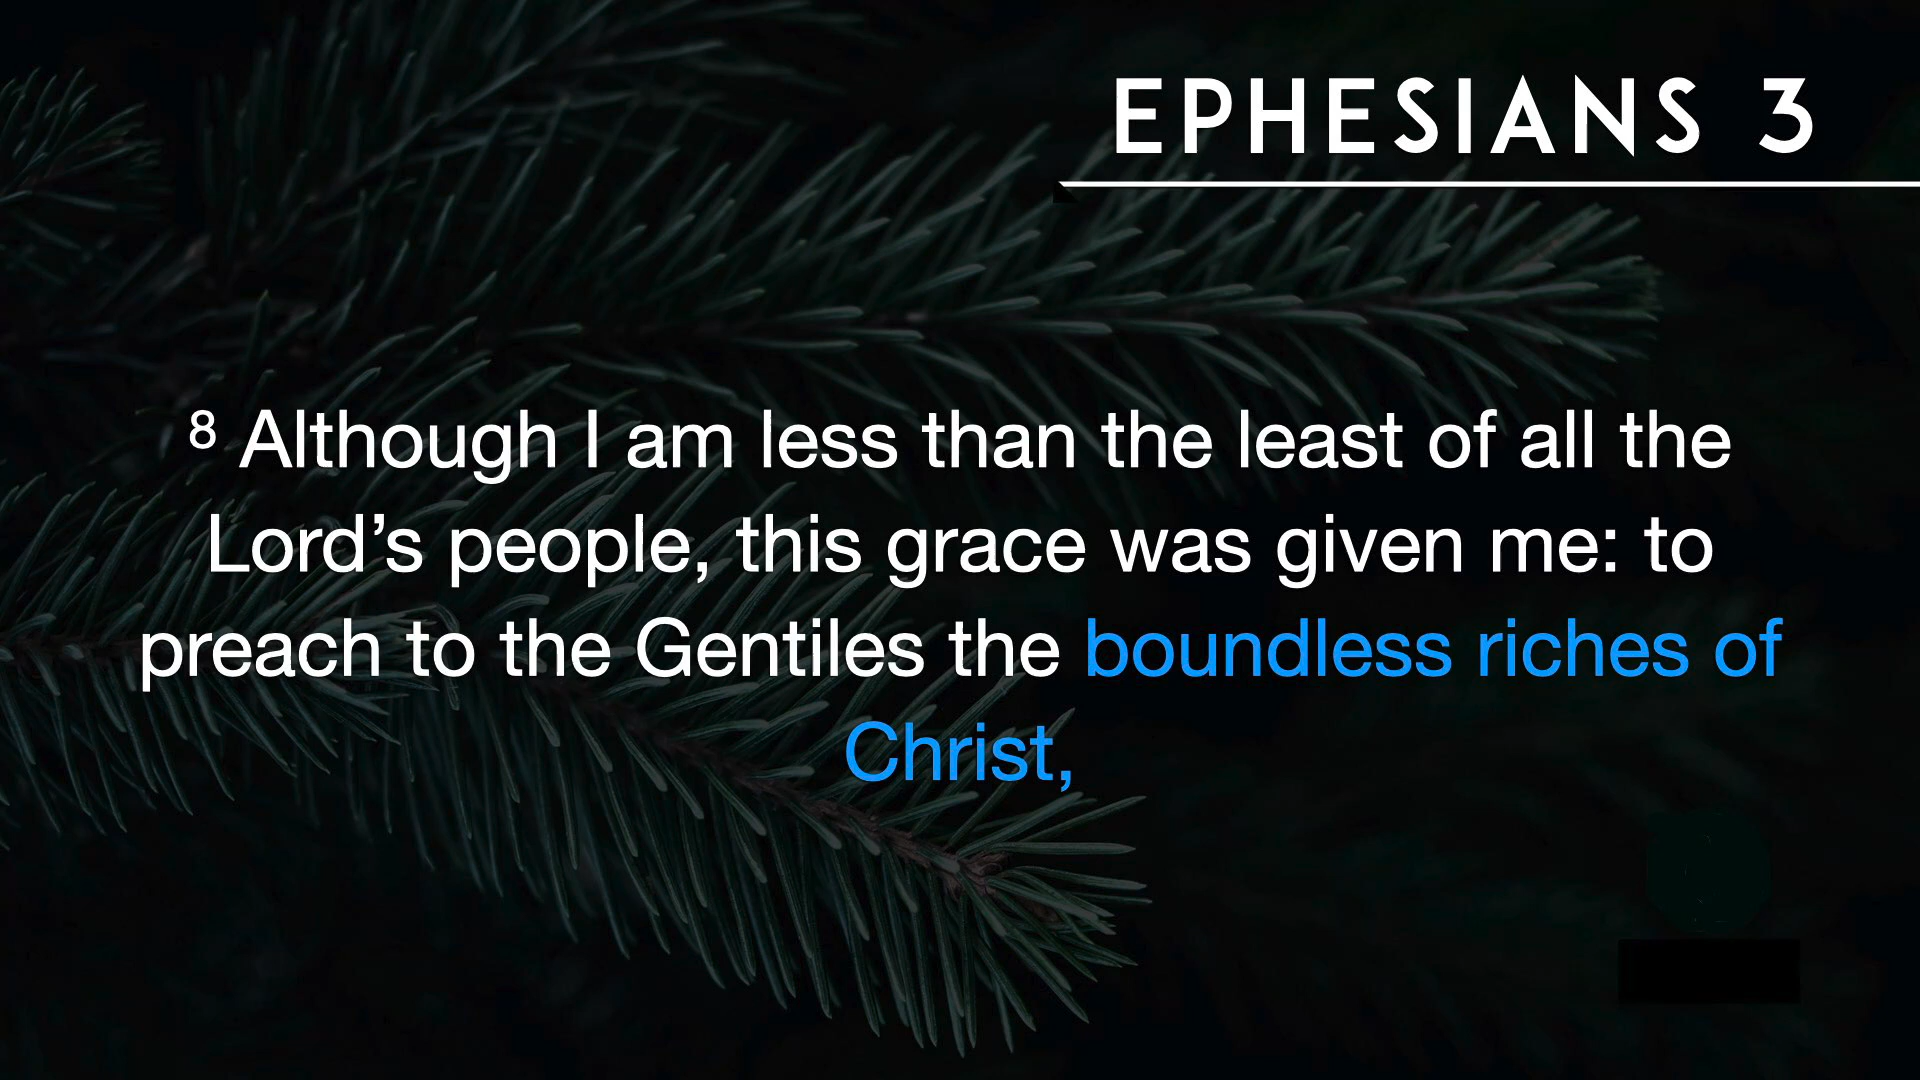 EPHESIANS 3
⁸ Although I am less than the least of all the
Lord’s people, this grace was given me: to
preach to the Gentiles the boundless riches of
Christ,